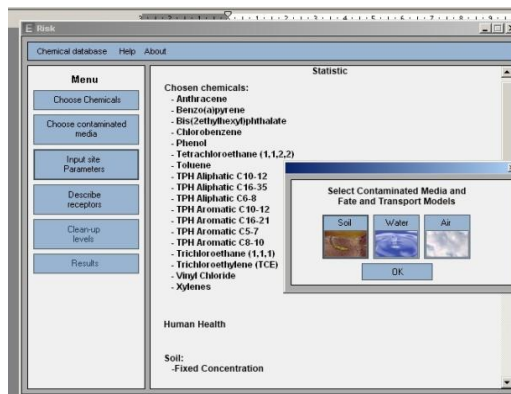 E Risk
Chemical database Help About
Menu
Choose Chemicals
Choose contaminated
media
Input site
Parameters
Describe
receptors
Clean-up
levels
Results
Statistic
Chosen chemicals:
- Anthracene
- Benzo(a)pyrene
- Bis(2ethylhexyl)phthalate
- Chlorobenzene
- Phenol
- Tetrachloroethane (1,1,2,2)
- Toluene
- TPH Aliphatic C10-12
- TPH Aliphatic C16-35
- TPH Aliphatic C6-8
- TPH Aromatic C10-12
- TPH Aromatic C16-21
- TPH Aromatic C5-7
- TPH Aromatic C8-10
- Trichloroethane (1,1,1)
- Trichloroethylene (TCE)
- Vinyl Chloride
- Xylenes
Human Health
Soil:
-Fixed Concentration
Select Contaminated Media and
Fate and Transport Models
Soil Water Air
OK